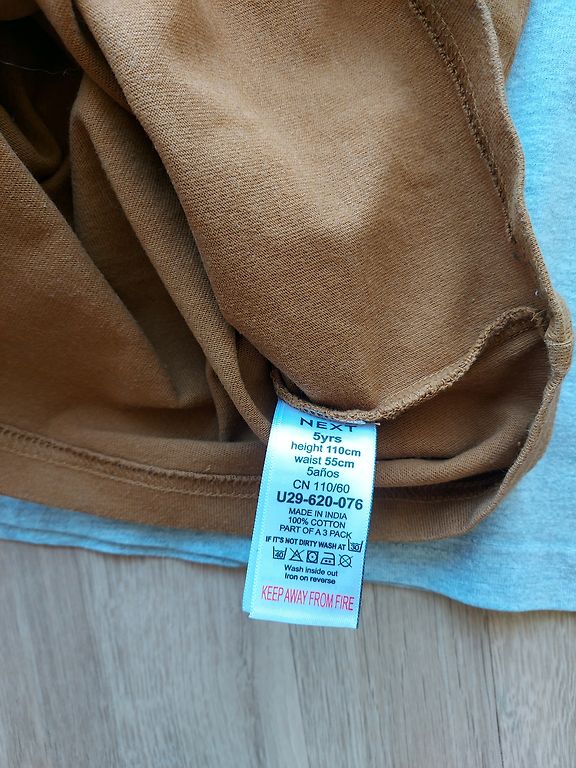 NEXT
5yrs
height 110cm
waist 55cm
5años
CN 110/60
U29-620-076
MADE IN INDIA
100% COTTON
PART OF A 3 PACK
IF IT'S NOT DIRTY WASH AT 30
40
Wash inside out
Iron on reverse
KEEP AWAY FROM FIRE